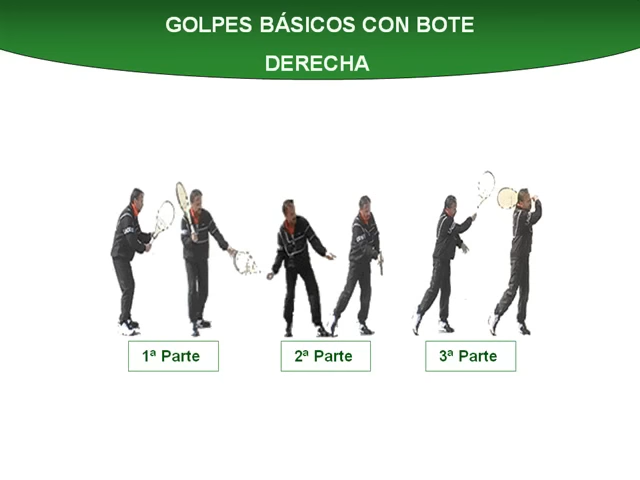 GOLPES BÁSICOS CON BOTE
DERECHA
1ª Parte
2ª Parte
3ª Parte